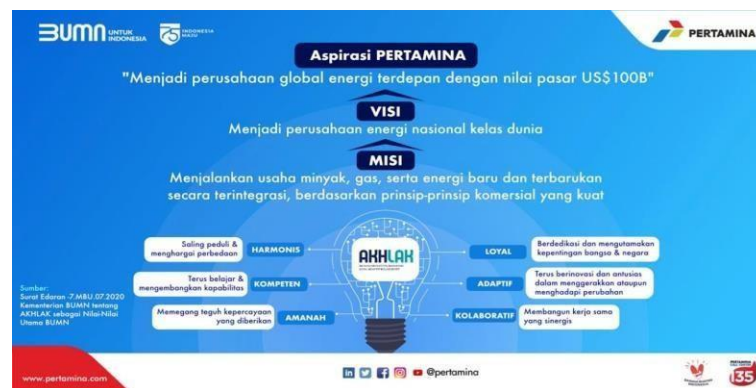 BUMN UNTUK INDONESIA
75 INDONESIA MAJU
PERTAMINA
Aspirasi PERTAMINA
"Menjadi perusahaan global energi terdepan dengan nilai pasar US$100B"
VISI
Menjadi perusahaan energi nasional kelas dunia
MISI
Menjalankan usaha minyak, gas, serta energi baru dan terbarukan
secara terintegrasi, berdasarkan prinsip-prinsip komersial yang kuat
Saling peduli &
menghargai perbedaan
HARMONIS
AKHLAK
LOYAL
Berdedikasi dan mengutamakan
kepentingan bangsa & negara
Terus belajar &
mengembangkan kapabilitas
KOMPETEN
ADAPTIF
Terus berinovasi dan antusias
dalam menggerakkan ataupun
menghadapi perubahan
Memegang teguh kepercayaan
yang diberikan
AMANAH
KOLABORATIF
Membangun kerja sama
yang sinergis
Sumber:
Surat Edaran -7.MBU.07.2020
Kementerian BUMN tentang
AKHLAK sebagai Nilai-Nilai
Utama BUMN
www.pertamina.com
@pertamina
135